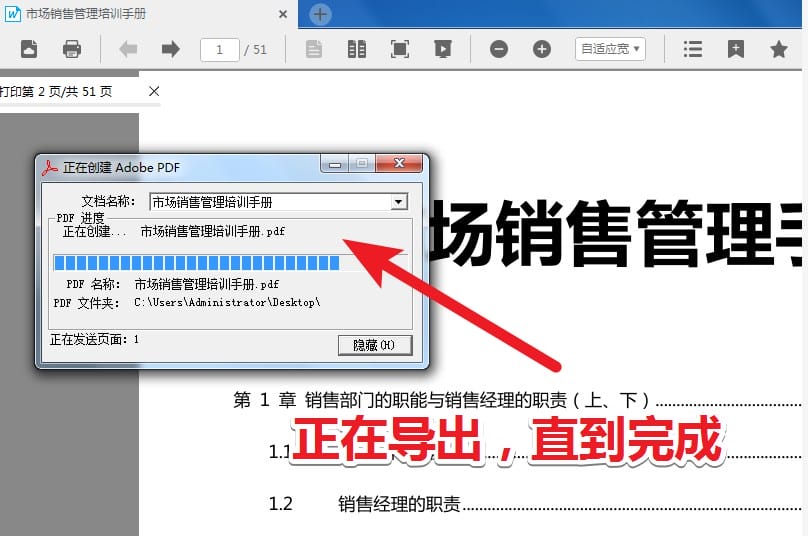 市场销售管理培训手册
1 / 51
自适应宽
打印第 2 页/共 51 页
正在创建 Adobe PDF
文档名称: 市场销售管理培训手册
PDF 进度
正在创建... 市场销售管理培训手册.pdf
PDF 名称: 市场销售管理培训手册.pdf
PDF 文件夹: C:\Users\Administrator\Desktop\
正在发送页面: 1
隐藏(H)
场销售管理手
第 1 章 销售部门的职能与销售经理的职责（上、下）
正在导出，直到完成
1.1
1.2 销售经理的职责